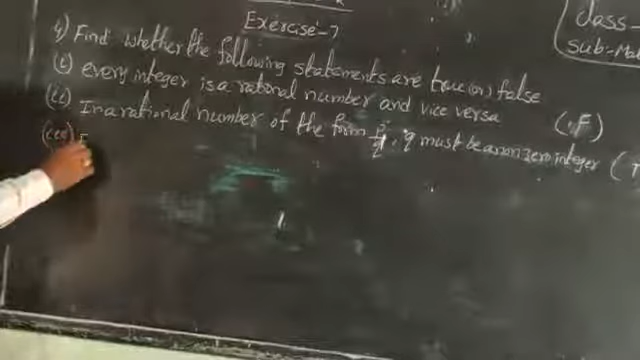 Exercise-7
class-
sub-Mat
4) Find whether the following statements are true (or) false
(i) every integer is a rational number and vice versa (F)
(ii) In a rational number of the form p/q, q must be a non zero integer (T
(iii)